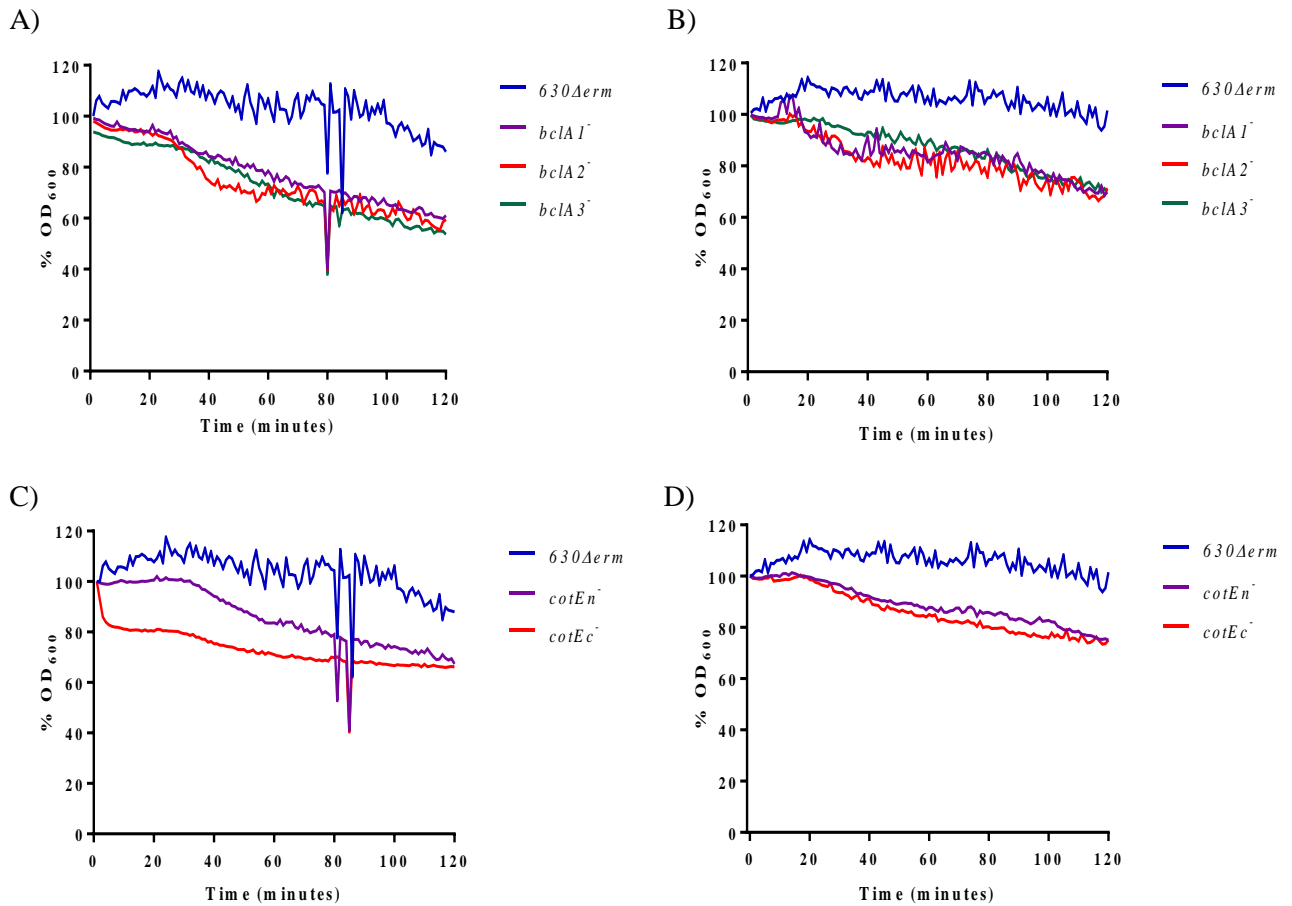 A)
120
100
80
60
40
20
0
% OD600
0 20 40 60 80 100 120
Time (minutes)
630Δerm
bclA1-
bclA2-
bclA3-
B)
120
100
80
60
40
20
0
% OD600
0 20 40 60 80 100 120
Time (minutes)
630Δerm
bclA1-
bclA2-
bclA3-
C)
120
100
80
60
40
20
0
% OD600
0 20 40 60 80 100 120
Time (minutes)
630Δerm
cotEn-
cotEc-
D)
120
100
80
60
40
20
0
% OD600
0 20 40 60 80 100 120
Time (minutes)
630Δerm
cotEn-
cotEc-